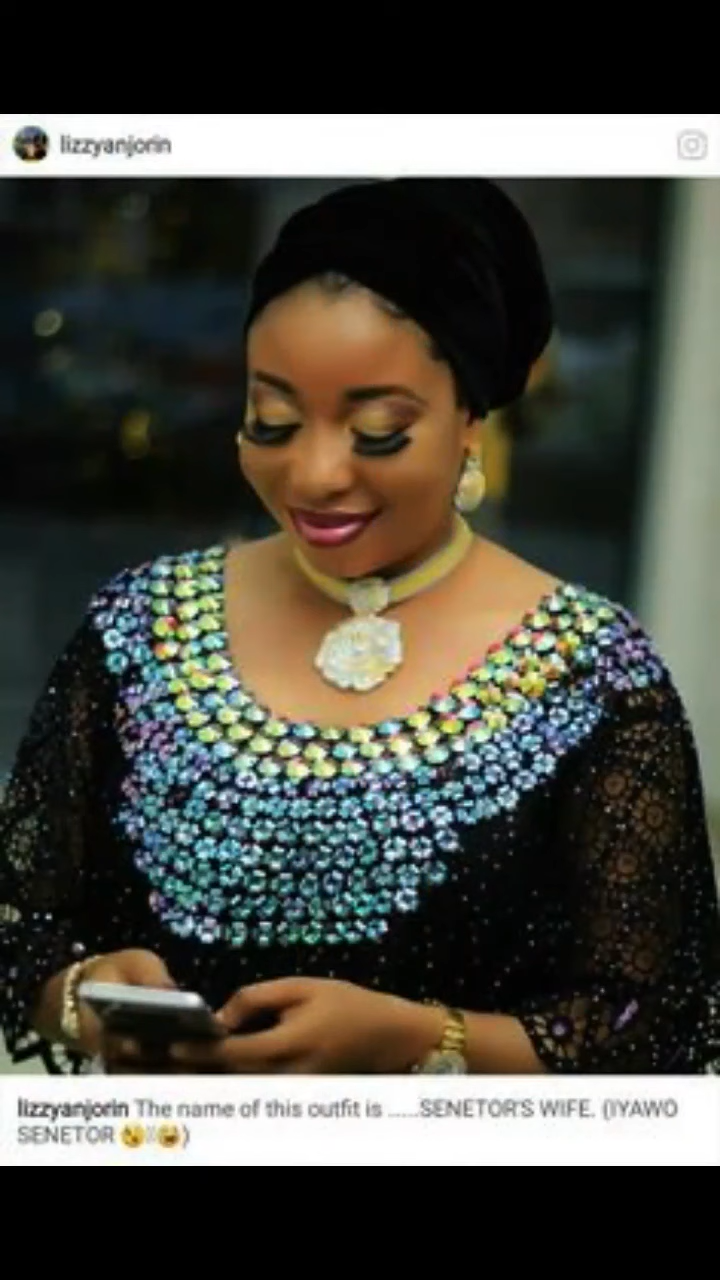 lizzyanjorin
lizzyanjorin The name of this outfit is .....SENETOR'S WIFE. (IYAWO
SENETOR 😘😀)